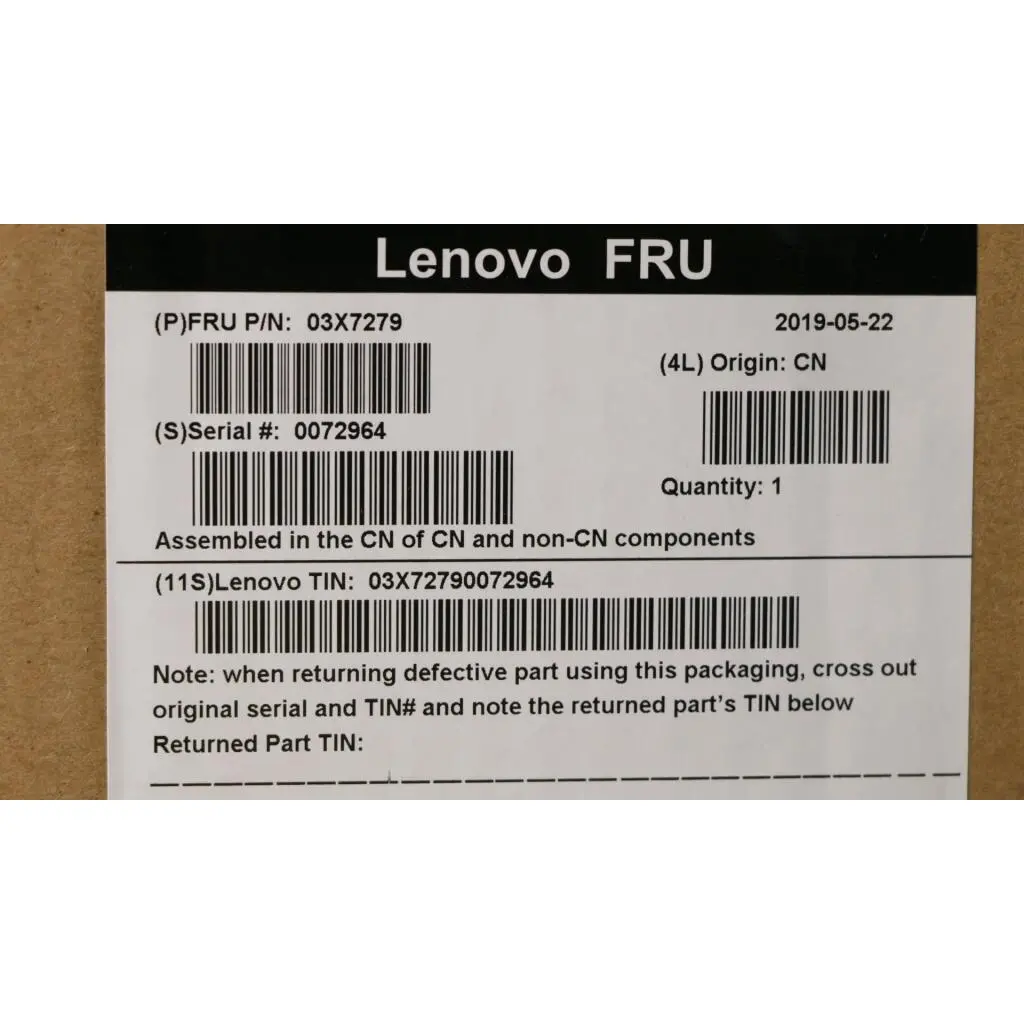 Lenovo FRU
(P)FRU P/N: 03X7279
2019-05-22
(4L) Origin: CN
(S)Serial #: 0072964
Quantity: 1
Assembled in the CN of CN and non-CN components
(11S)Lenovo TIN: 03X72790072964
Note: when returning defective part using this packaging, cross out
original serial and TIN# and note the returned part's TIN below
Returned Part TIN: